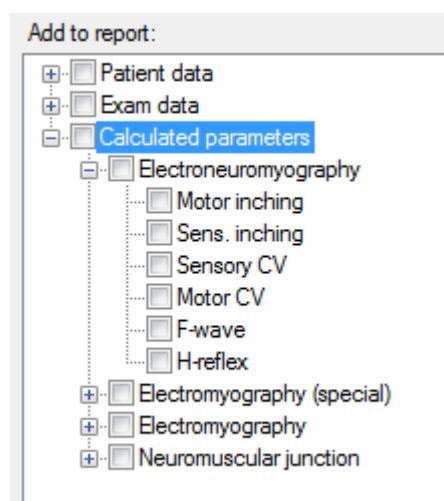 Add to report:
Patient data
Exam data
Calculated parameters
Electroneuromyography
Motor inching
Sens. inching
Sensory CV
Motor CV
F-wave
H-reflex
Electromyography (special)
Electromyography
Neuromuscular junction